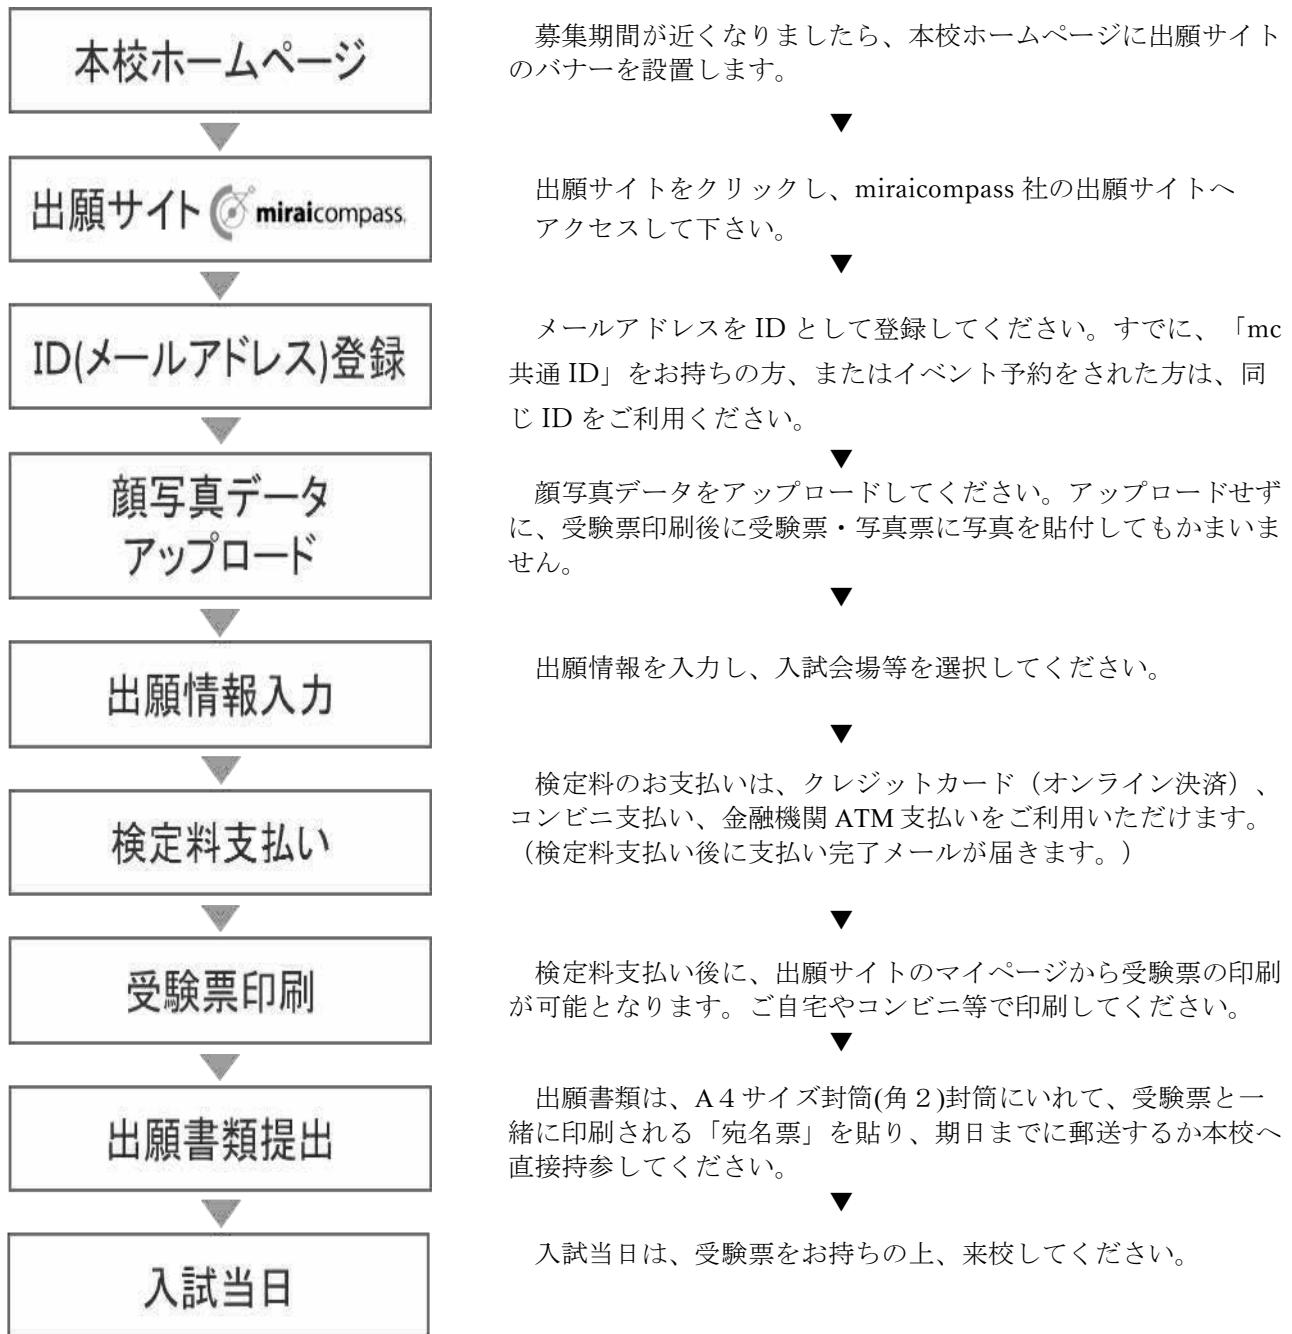 本校ホームページ
募集期間が近くなりましたら、本校ホームページに出願サイト
のバナーを設置します。
▼
出願サイト miraicompass.
出願サイトをクリックし、miraicompass 社の出願サイトへ
アクセスして下さい。
▼
ID(メールアドレス)登録
メールアドレスを ID として登録してください。すでに、「mc
共通 ID」をお持ちの方、またはイベント予約をされた方は、同
じ ID をご利用ください。
▼
顔写真データ
アップロード
顔写真データをアップロードしてください。アップロードせず
に、受験票印刷後に受験票・写真票に写真を貼付してもかまいま
せん。
▼
出願情報入力
出願情報を入力し、入試会場等を選択してください。
▼
検定料支払い
検定料のお支払いは、クレジットカード（オンライン決済）、
コンビニ支払い、金融機関 ATM 支払いをご利用いただけます。
（検定料支払い後に支払い完了メールが届きます。）
▼
受験票印刷
検定料支払い後に、出願サイトのマイページから受験票の印刷
が可能となります。ご自宅やコンビニ等で印刷してください。
▼
出願書類提出
出願書類は、A４サイズ封筒(角２)封筒にいれて、受験票と一
緒に印刷される「宛名票」を貼り、期日までに郵送するか本校へ
直接持参してください。
▼
入試当日
入試当日は、受験票をお持ちの上、来校してください。